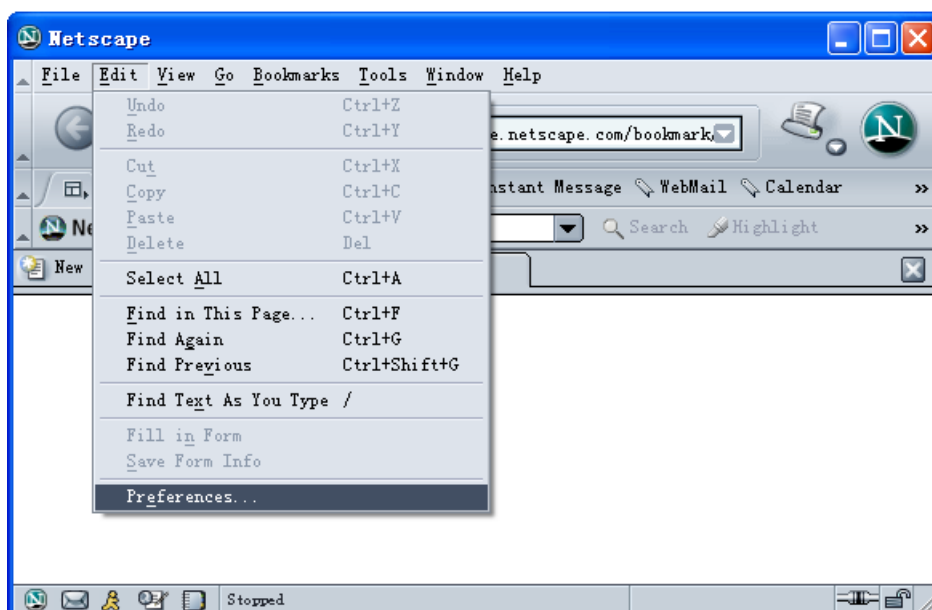 Netscape
File Edit View Go Bookmarks Tools Window Help
Undo Ctrl+Z
Redo Ctrl+Y
Cut Ctrl+X
Copy Ctrl+C
Paste Ctrl+V
Delete Del
Select All Ctrl+A
Find in This Page... Ctrl+F
Find Again Ctrl+G
Find Previous Ctrl+Shift+G
Find Text As You Type /
Fill in Form
Save Form Info
Preferences...
e.netscape.com/bookmark/
N
Message WebMail Calendar »
Search Highlight »
New
Stopped